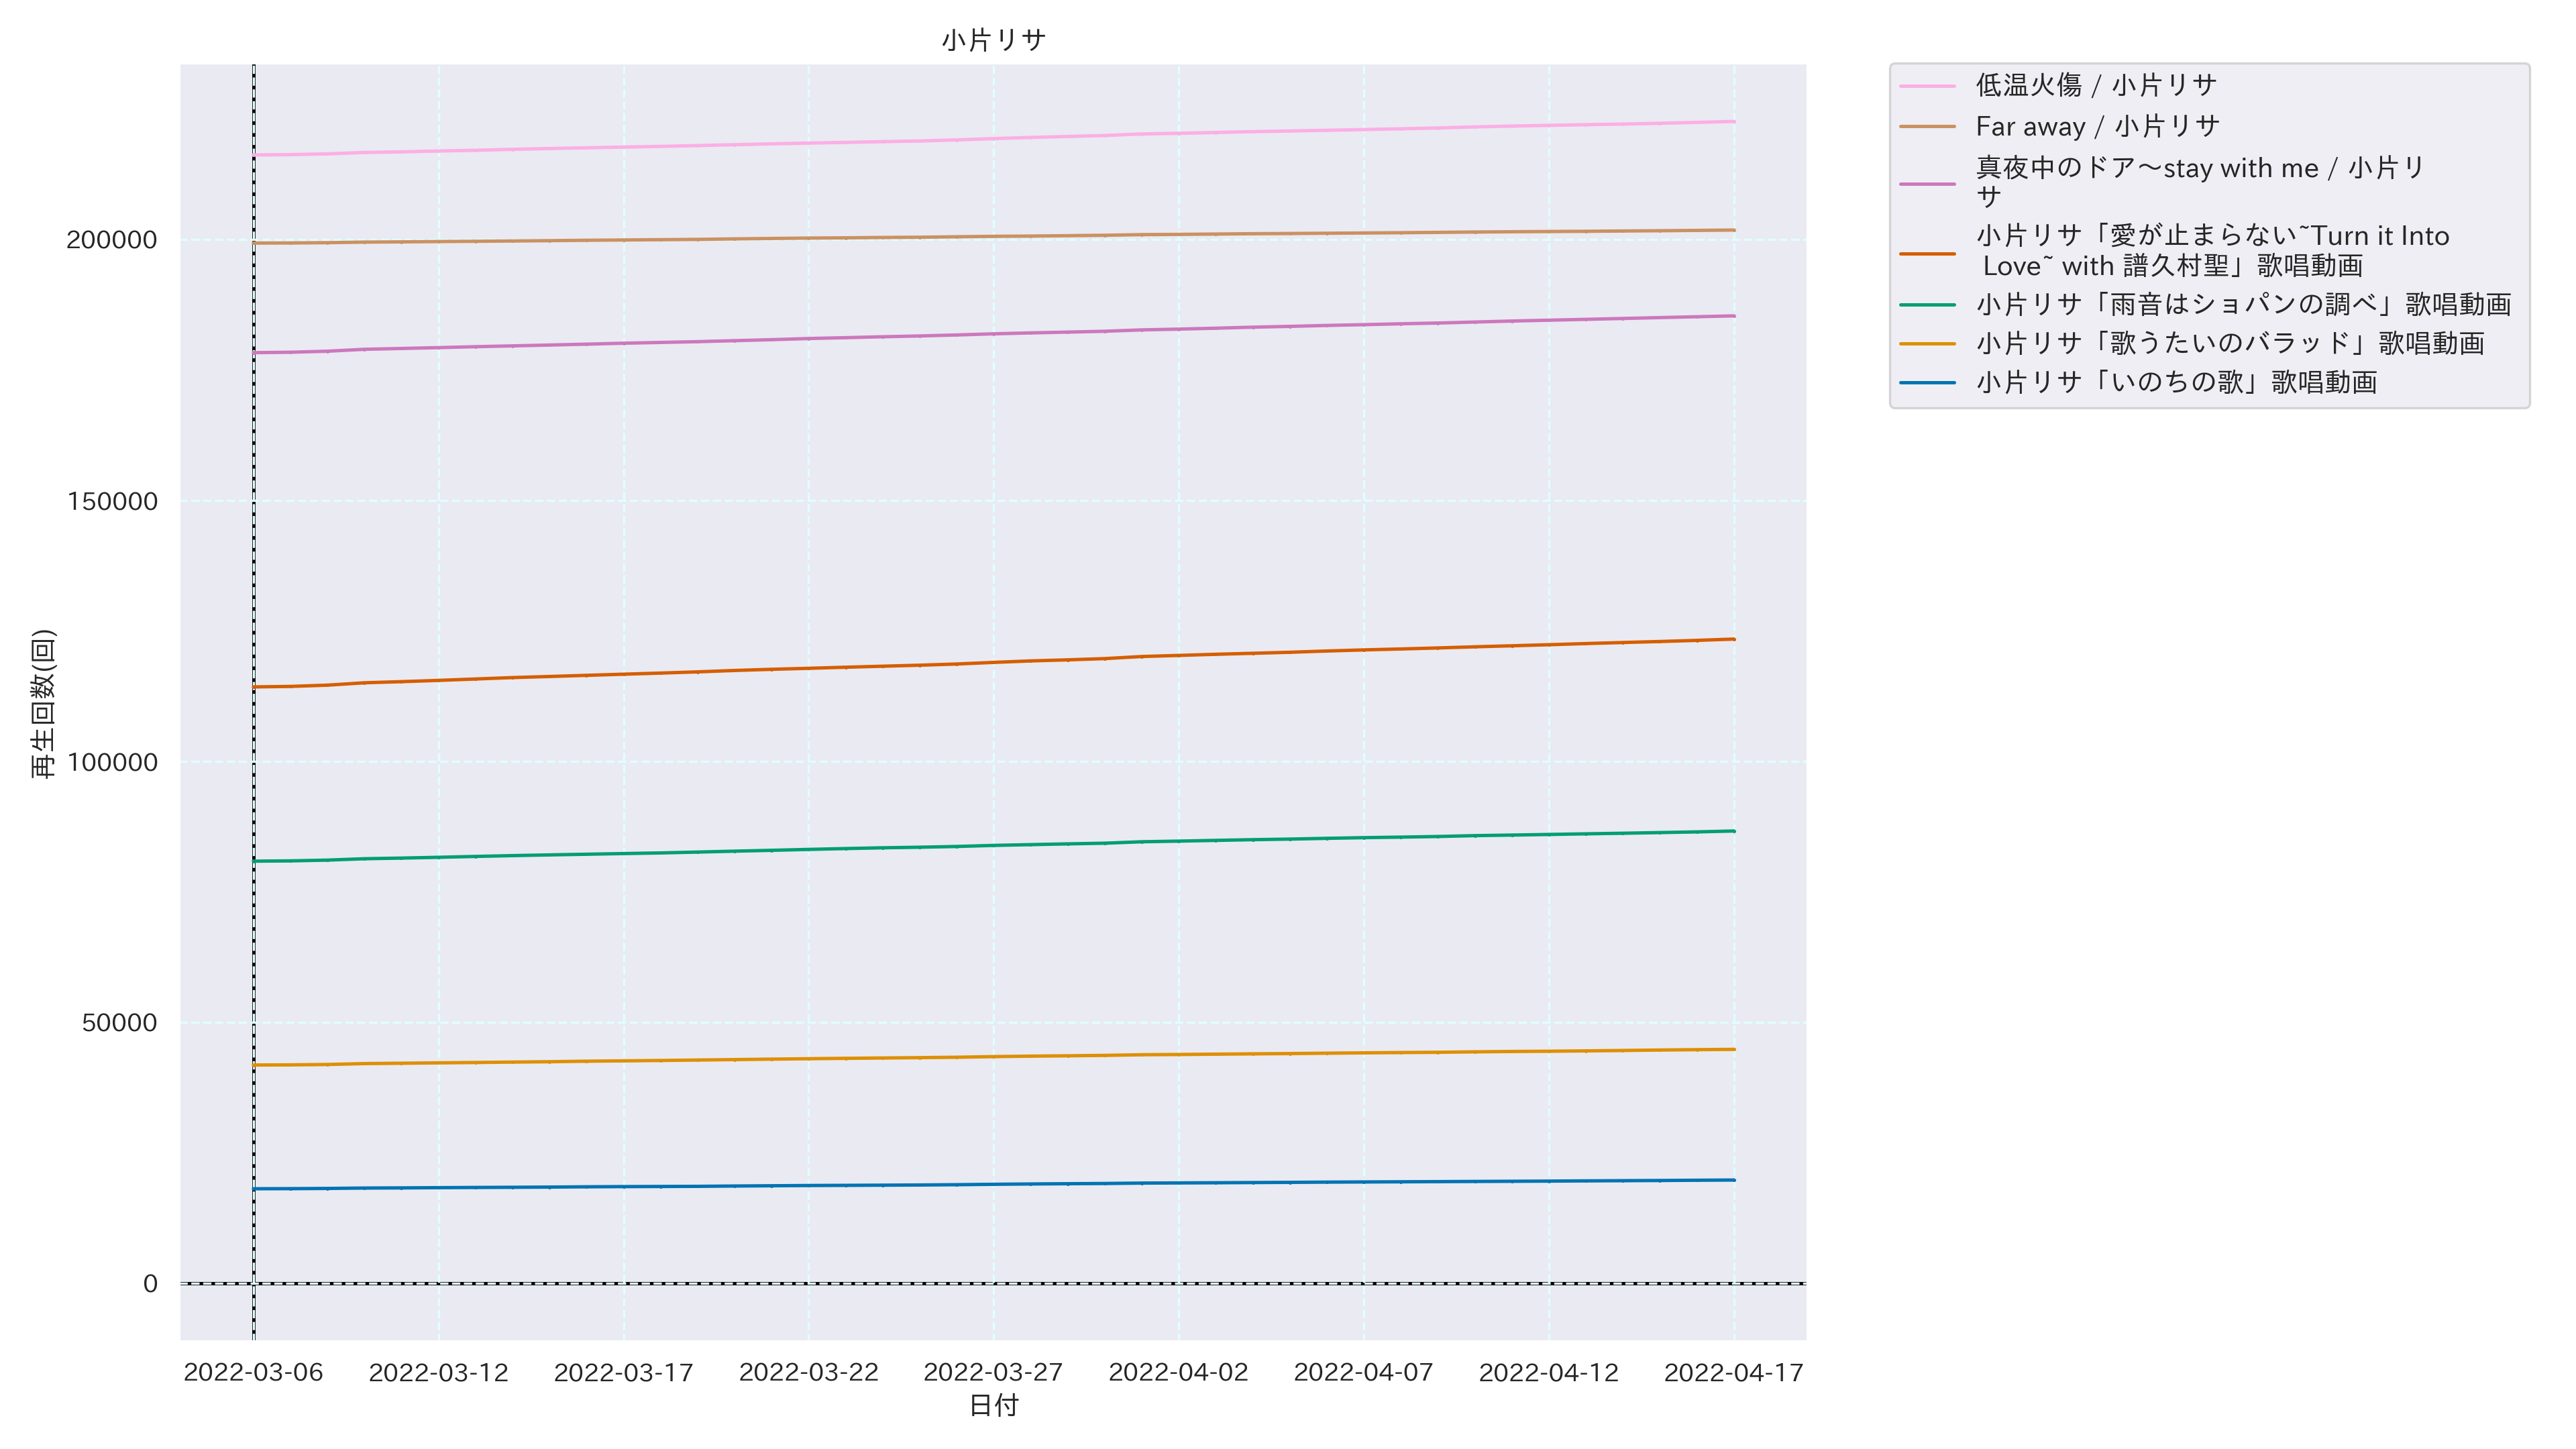 小片リサ
低温火傷 / 小片リサ
Far away / 小片リサ
真夜中のドア〜stay with me / 小片リ
サ
小片リサ「愛が止まらない~Turn it Into
Love~ with 譜久村聖」歌唱動画
小片リサ「雨音はショパンの調べ」歌唱動画
小片リサ「歌うたいのバラッド」歌唱動画
小片リサ「いのちの歌」歌唱動画
再生回数(回)
200000
150000
100000
50000
0
2022-03-06 2022-03-12 2022-03-17 2022-03-22 2022-03-27 2022-04-02 2022-04-07 2022-04-12 2022-04-17
日付